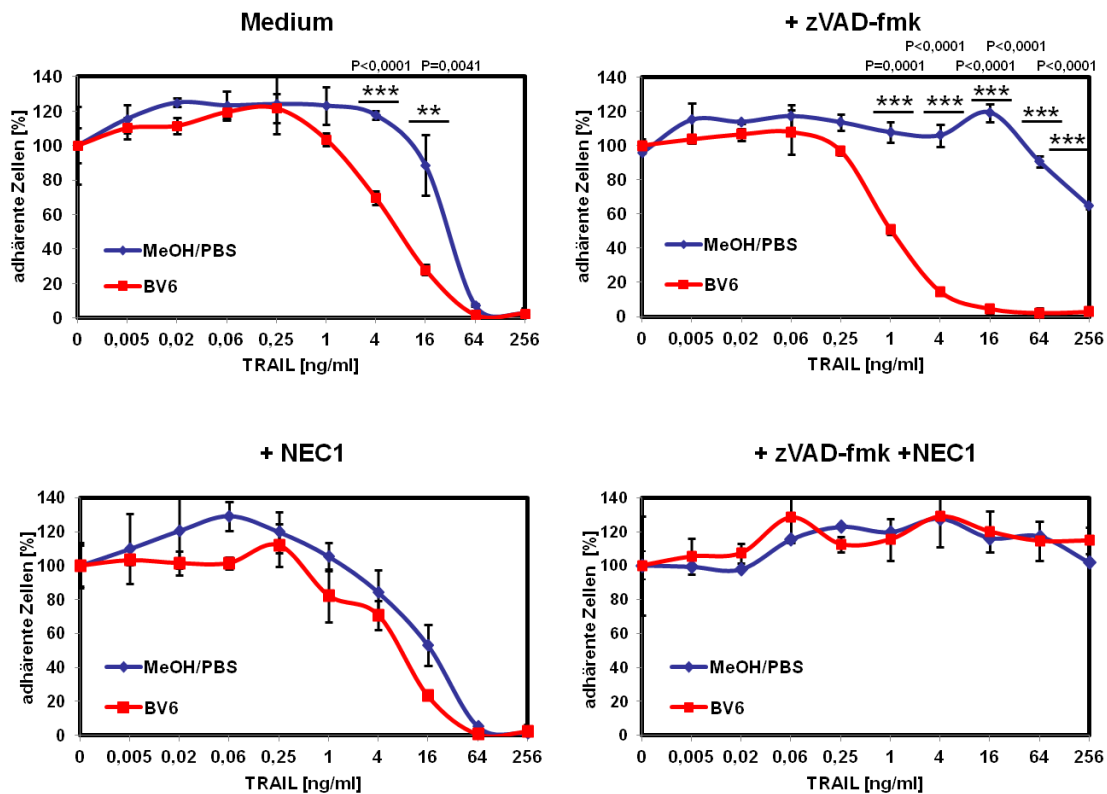 Medium
P<0,0001 P=0,0041
*** **
adhärente Zellen [%]
140
120
100
80
60
40
20
0
MeOH/PBS
BV6
0 0,005 0,02 0,06 0,25 1 4 16 64 256
TRAIL [ng/ml]
+ zVAD-fmk
P<0,0001 P<0,0001
P=0,0001 P<0,0001 P<0,0001
*** *** *** *** ***
adhärente Zellen [%]
140
120
100
80
60
40
20
0
MeOH/PBS
BV6
0 0,005 0,02 0,06 0,25 1 4 16 64 256
TRAIL [ng/ml]
+ NEC1
adhärente Zellen [%]
140
120
100
80
60
40
20
0
MeOH/PBS
BV6
0 0,005 0,02 0,06 0,25 1 4 16 64 256
TRAIL [ng/ml]
+ zVAD-fmk +NEC1
adhärente Zellen [%]
140
120
100
80
60
40
20
0
MeOH/PBS
BV6
0 0,005 0,02 0,06 0,25 1 4 16 64 256
TRAIL [ng/ml]